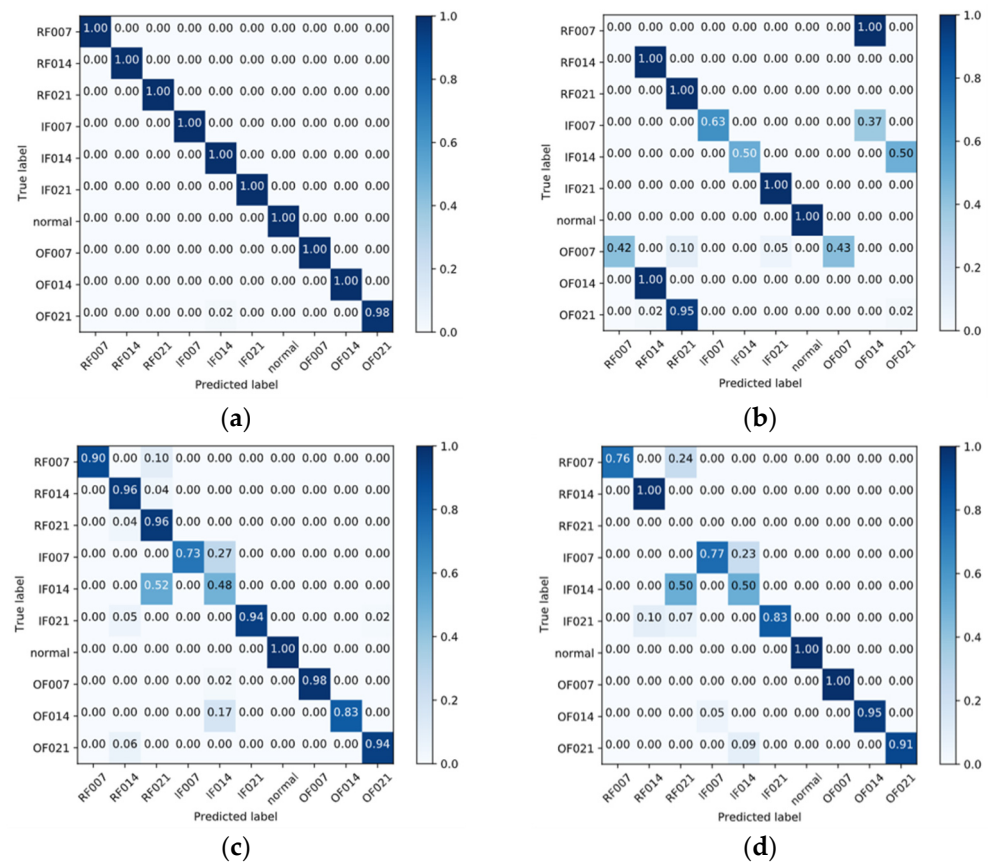 True label
RF007 1.00 0.00 0.00 0.00 0.00 0.00 0.00 0.00 0.00 0.00
RF014 0.00 1.00 0.00 0.00 0.00 0.00 0.00 0.00 0.00 0.00
RF021 0.00 0.00 1.00 0.00 0.00 0.00 0.00 0.00 0.00 0.00
IF007 0.00 0.00 0.00 1.00 0.00 0.00 0.00 0.00 0.00 0.00
IF014 0.00 0.00 0.00 0.00 1.00 0.00 0.00 0.00 0.00 0.00
IF021 0.00 0.00 0.00 0.00 0.00 1.00 0.00 0.00 0.00 0.00
normal 0.00 0.00 0.00 0.00 0.00 0.00 1.00 0.00 0.00 0.00
OF007 0.00 0.00 0.00 0.00 0.00 0.00 0.00 1.00 0.00 0.00
OF014 0.00 0.00 0.00 0.00 0.00 0.00 0.00 0.00 1.00 0.00
OF021 0.00 0.00 0.00 0.00 0.02 0.00 0.00 0.00 0.00 0.98
RF007 RF014 RF021 IF007 IF014 IF021 normal OF007 OF014 OF021
Predicted label
1.0
0.8
0.6
0.4
0.2
0.0
(a)
True label
RF007 0.00 0.00 0.00 0.00 0.00 0.00 0.00 0.00 1.00 0.00
RF014 0.00 1.00 0.00 0.00 0.00 0.00 0.00 0.00 0.00 0.00
RF021 0.00 0.00 1.00 0.00 0.00 0.00 0.00 0.00 0.00 0.00
IF007 0.00 0.00 0.00 0.63 0.00 0.00 0.00 0.00 0.37 0.00
IF014 0.00 0.00 0.00 0.00 0.50 0.00 0.00 0.00 0.00 0.50
IF021 0.00 0.00 0.00 0.00 0.00 1.00 0.00 0.00 0.00 0.00
normal 0.00 0.00 0.00 0.00 0.00 0.00 1.00 0.00 0.00 0.00
OF007 0.42 0.00 0.10 0.00 0.00 0.05 0.00 0.43 0.00 0.00
OF014 0.00 1.00 0.00 0.00 0.00 0.00 0.00 0.00 0.00 0.00
OF021 0.00 0.02 0.95 0.00 0.00 0.00 0.00 0.00 0.00 0.02
RF007 RF014 RF021 IF007 IF014 IF021 normal OF007 OF014 OF021
Predicted label
1.0
0.8
0.6
0.4
0.2
0.0
(b)
True label
RF007 0.90 0.00 0.10 0.00 0.00 0.00 0.00 0.00 0.00 0.00
RF014 0.00 0.96 0.04 0.00 0.00 0.00 0.00 0.00 0.00 0.00
RF021 0.00 0.04 0.96 0.00 0.00 0.00 0.00 0.00 0.00 0.00
IF007 0.00 0.00 0.00 0.73 0.27 0.00 0.00 0.00 0.00 0.00
IF014 0.00 0.00 0.52 0.00 0.48 0.00 0.00 0.00 0.00 0.00
IF021 0.00 0.05 0.00 0.00 0.00 0.94 0.00 0.00 0.00 0.02
normal 0.00 0.00 0.00 0.00 0.00 0.00 1.00 0.00 0.00 0.00
OF007 0.00 0.00 0.00 0.00 0.02 0.00 0.00 0.98 0.00 0.00
OF014 0.00 0.00 0.00 0.00 0.17 0.00 0.00 0.00 0.83 0.00
OF021 0.00 0.06 0.00 0.00 0.00 0.00 0.00 0.00 0.00 0.94
RF007 RF014 RF021 IF007 IF014 IF021 normal OF007 OF014 OF021
Predicted label
1.0
0.8
0.6
0.4
0.2
0.0
(c)
True label
RF007 0.76 0.00 0.24 0.00 0.00 0.00 0.00 0.00 0.00 0.00
RF014 0.00 1.00 0.00 0.00 0.00 0.00 0.00 0.00 0.00 0.00
RF021 0.00 0.00 0.00 0.00 0.00 0.00 0.00 0.00 0.00 0.00
IF007 0.00 0.00 0.00 0.77 0.23 0.00 0.00 0.00 0.00 0.00
IF014 0.00 0.00 0.50 0.00 0.50 0.00 0.00 0.00 0.00 0.00
IF021 0.00 0.10 0.07 0.00 0.00 0.83 0.00 0.00 0.00 0.00
normal 0.00 0.00 0.00 0.00 0.00 0.00 1.00 0.00 0.00 0.00
OF007 0.00 0.00 0.00 0.00 0.00 0.00 0.00 1.00 0.00 0.00
OF014 0.00 0.00 0.00 0.05 0.00 0.00 0.00 0.00 0.95 0.00
OF021 0.00 0.00 0.00 0.00 0.09 0.00 0.00 0.00 0.00 0.91
RF007 RF014 RF021 IF007 IF014 IF021 normal OF007 OF014 OF021
Predicted label
1.0
0.8
0.6
0.4
0.2
0.0
(d)